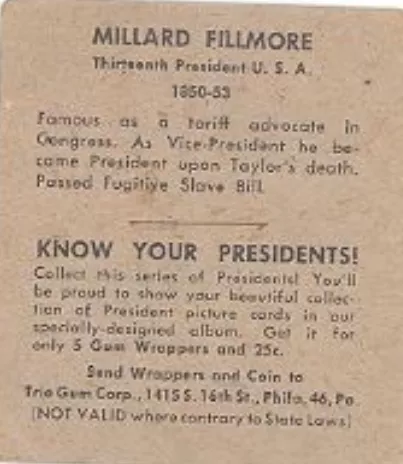 MILLARD FILLMORE
Thirteenth President U. S. A.
1850-53
Famous as a tariff advocate in
Congress. As Vice-President he be-
came President upon Taylor's death.
Passed Fugitive Slave Bill.
KNOW YOUR PRESIDENTS!
Collect this series of Presidents! You'll
be proud to show your beautiful collec-
tion of President picture cards in our
specially-designed album. Get it for
only 5 Gum Wrappers and 25c.
Send Wrappers and Coin to
Trio Gum Corp., 1415 S. 16th St., Phila. 46, Pa.
(NOT VALID where contrary to State Laws)